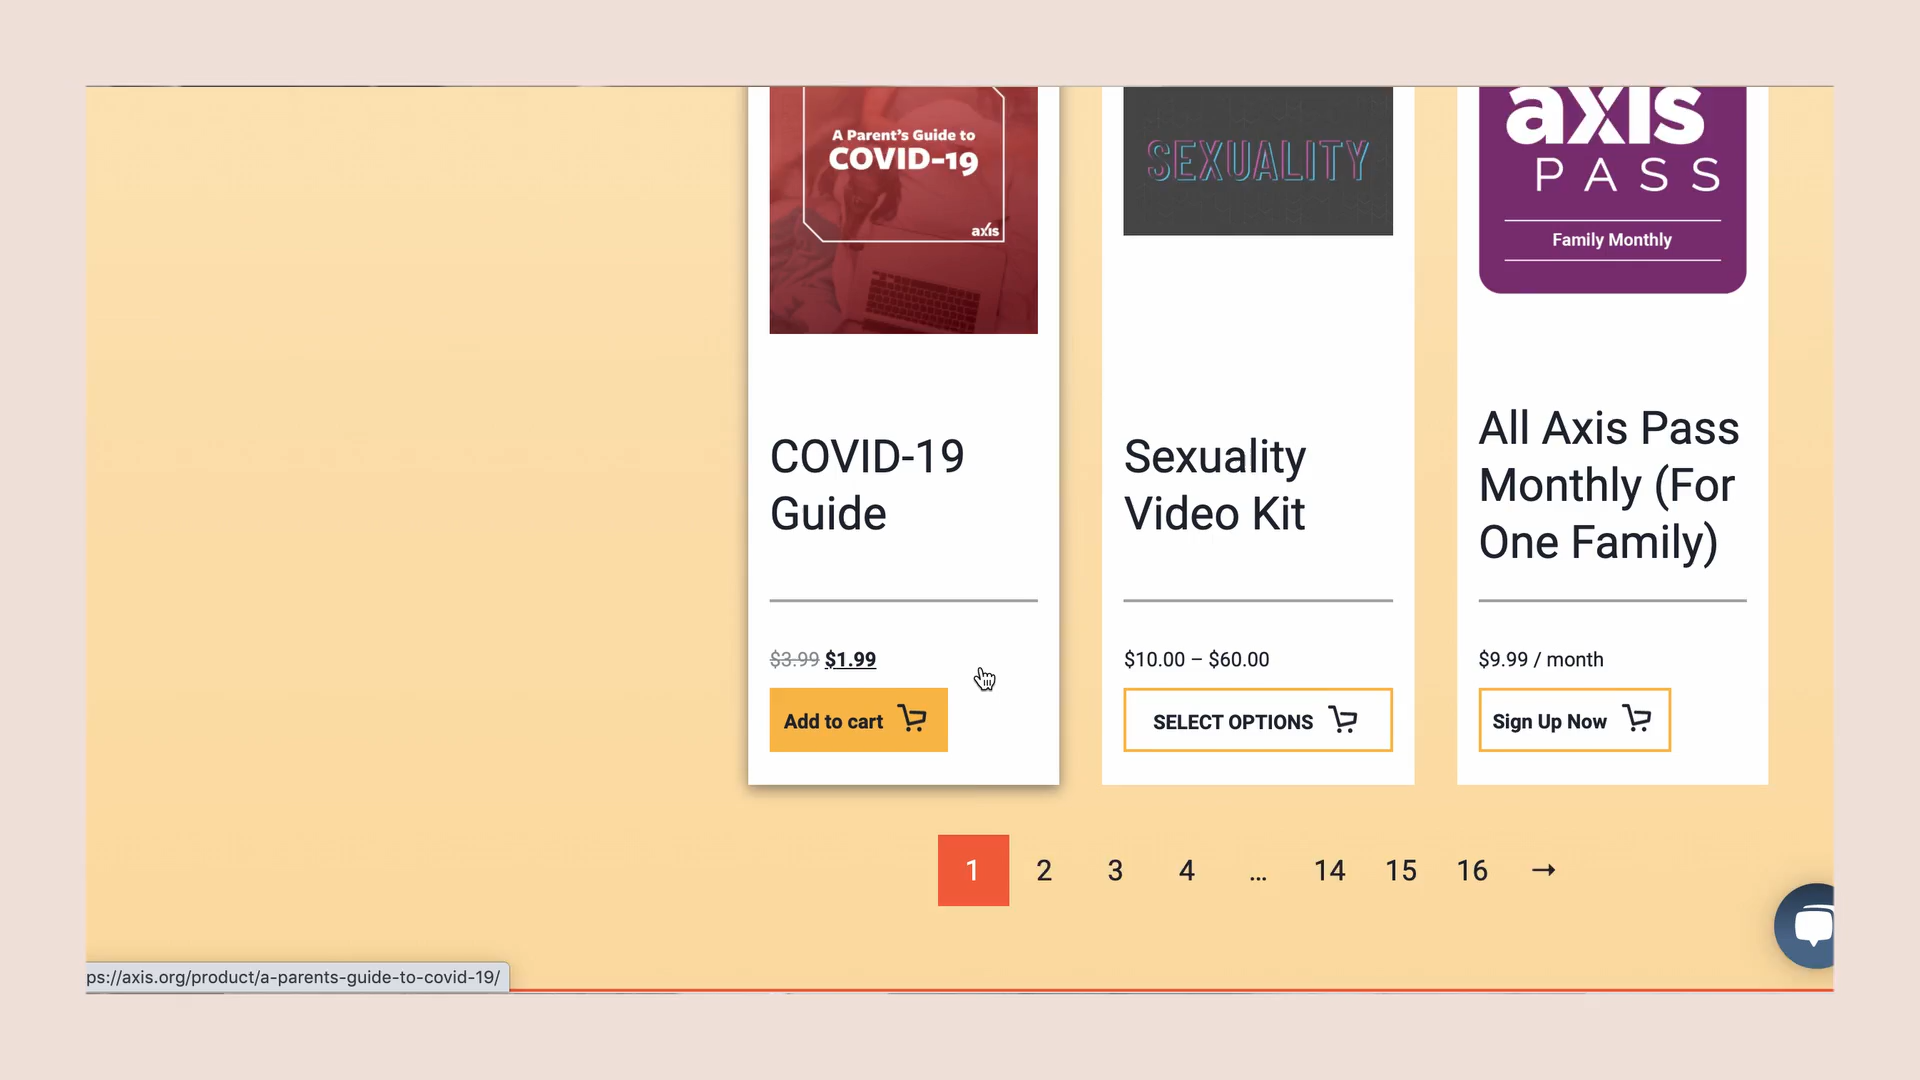 A Parent's Guide to
COVID-19
axis
SEXUALITY
axis
PASS
Family Monthly
COVID-19
Guide
Sexuality
Video Kit
All Axis Pass
Monthly (For
One Family)
$3.99 $1.99
$10.00 – $60.00
$9.99 / month
Add to cart
SELECT OPTIONS
Sign Up Now
1 2 3 4 ... 14 15 16 →
ps://axis.org/product/a-parents-guide-to-covid-19/